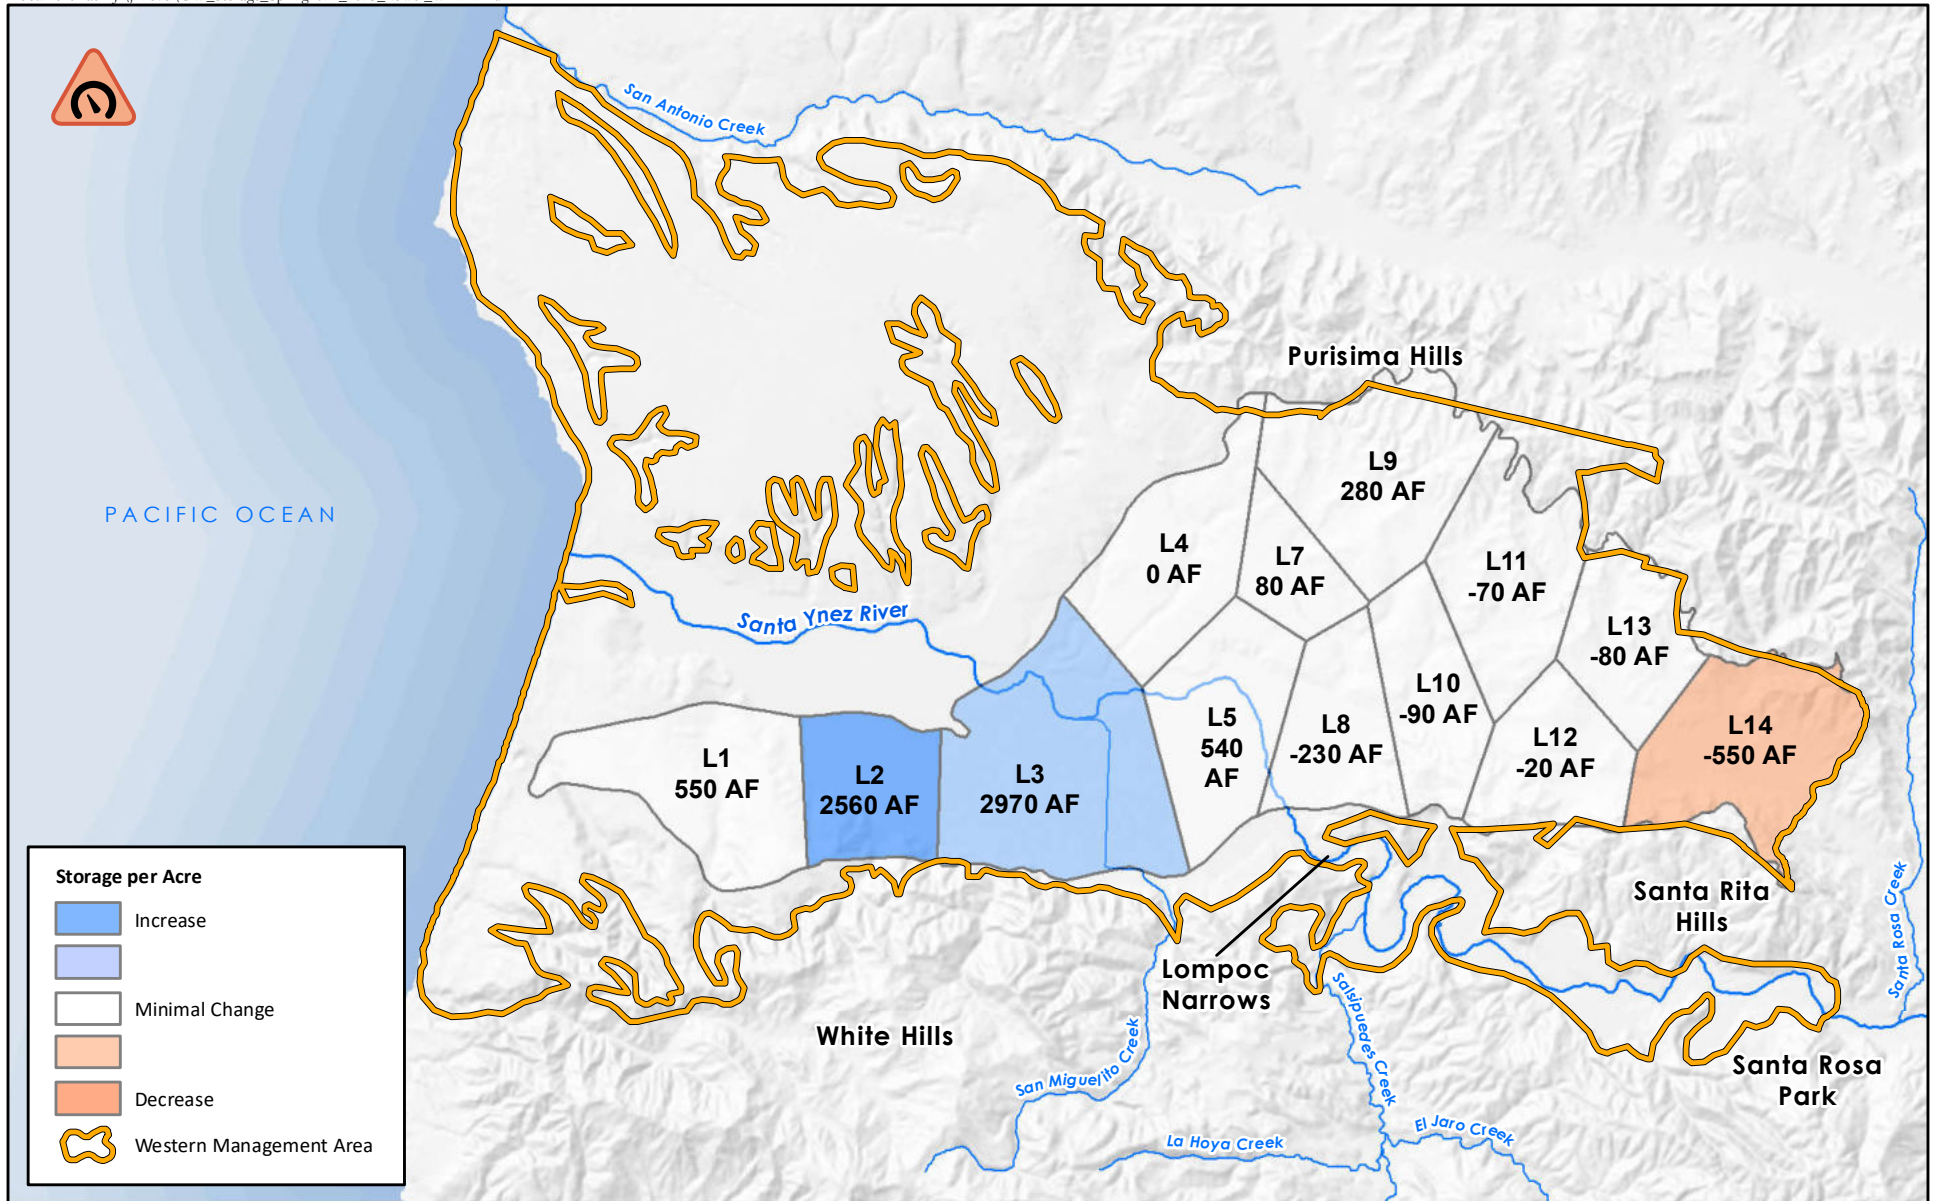 San Antonio Creek
Purisima Hills
L9
280 AF
PACIFIC OCEAN
L4
0 AF
L7
80 AF
L11
-70 AF
Santa Ynez River
L13
-80 AF
L10
-90 AF
L5
540
AF
L8
-230 AF
L14
-550 AF
L12
-20 AF
L1
550 AF
L2
2560 AF
L3
2970 AF
Storage per Acre
Increase
Minimal Change
Decrease
Western Management Area
Santa Rita
Hills
Santa Rosa Creek
Lompoc
Narrows
White Hills
Salsipuedes Creek
San Miguelito Creek
Santa Rosa
Park
El Jaro Creek
La Hoya Creek